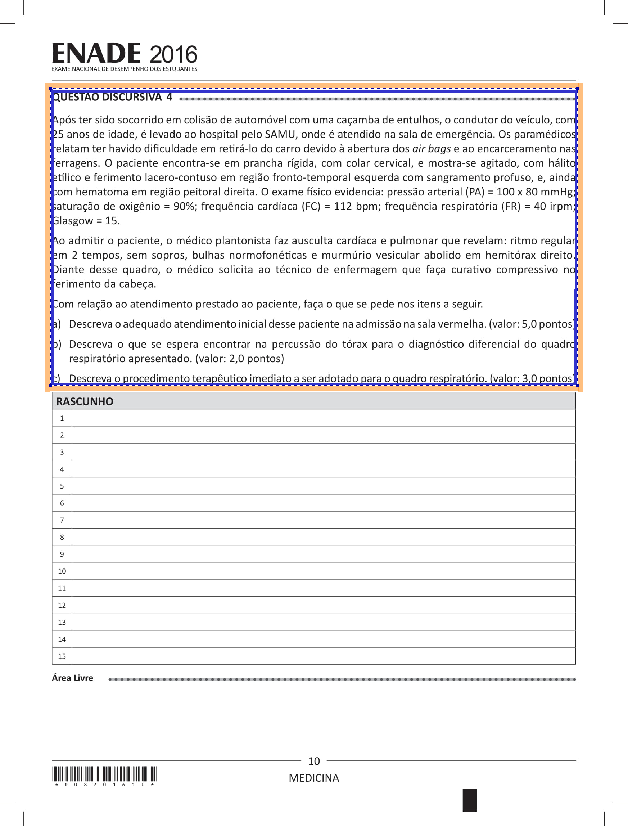 ENADE 2016
EXAME NACIONAL DE DESEMPENHO DOS ESTUDANTES
QUESTÃO DISCURSIVA 4
Após ter sido socorrido em colisão de automóvel com uma caçamba de entulhos, o condutor do veículo, com
25 anos de idade, é levado ao hospital pelo SAMU, onde é atendido na sala de emergência. Os paramédicos
relatam ter havido dificuldade em retirá-lo do carro devido à abertura dos air bags e ao encarceramento nas
ferragens. O paciente encontra-se em prancha rígida, com colar cervical, e mostra-se agitado, com hálito
etílico e ferimento lacero-contuso em região fronto-temporal esquerda com sangramento profuso, e, ainda
com hematoma em região peitoral direita. O exame físico evidencia: pressão arterial (PA) = 100 x 80 mmHg;
saturação de oxigênio = 90%; frequência cardíaca (FC) = 112 bpm; frequência respiratória (FR) = 40 irpm;
Glasgow = 15.
Ao admitir o paciente, o médico plantonista faz ausculta cardíaca e pulmonar que revelam: ritmo regular
em 2 tempos, sem sopros, bulhas normofonéticas e murmúrio vesicular abolido em hemitórax direito.
Diante desse quadro, o médico solicita ao técnico de enfermagem que faça curativo compressivo no
ferimento da cabeça.
Com relação ao atendimento prestado ao paciente, faça o que se pede nos itens a seguir.
a) Descreva o adequado atendimento inicial desse paciente na admissão na sala vermelha. (valor: 5,0 pontos)
b) Descreva o que se espera encontrar na percussão do tórax para o diagnóstico diferencial do quadro
respiratório apresentado. (valor: 2,0 pontos)
c) Descreva o procedimento terapêutico imediato a ser adotado para o quadro respiratório. (valor: 3,0 pontos)
RASCUNHO
1
2
3
4
5
6
7
8
9
10
11
12
13
14
15
Área Livre
10
MEDICINA